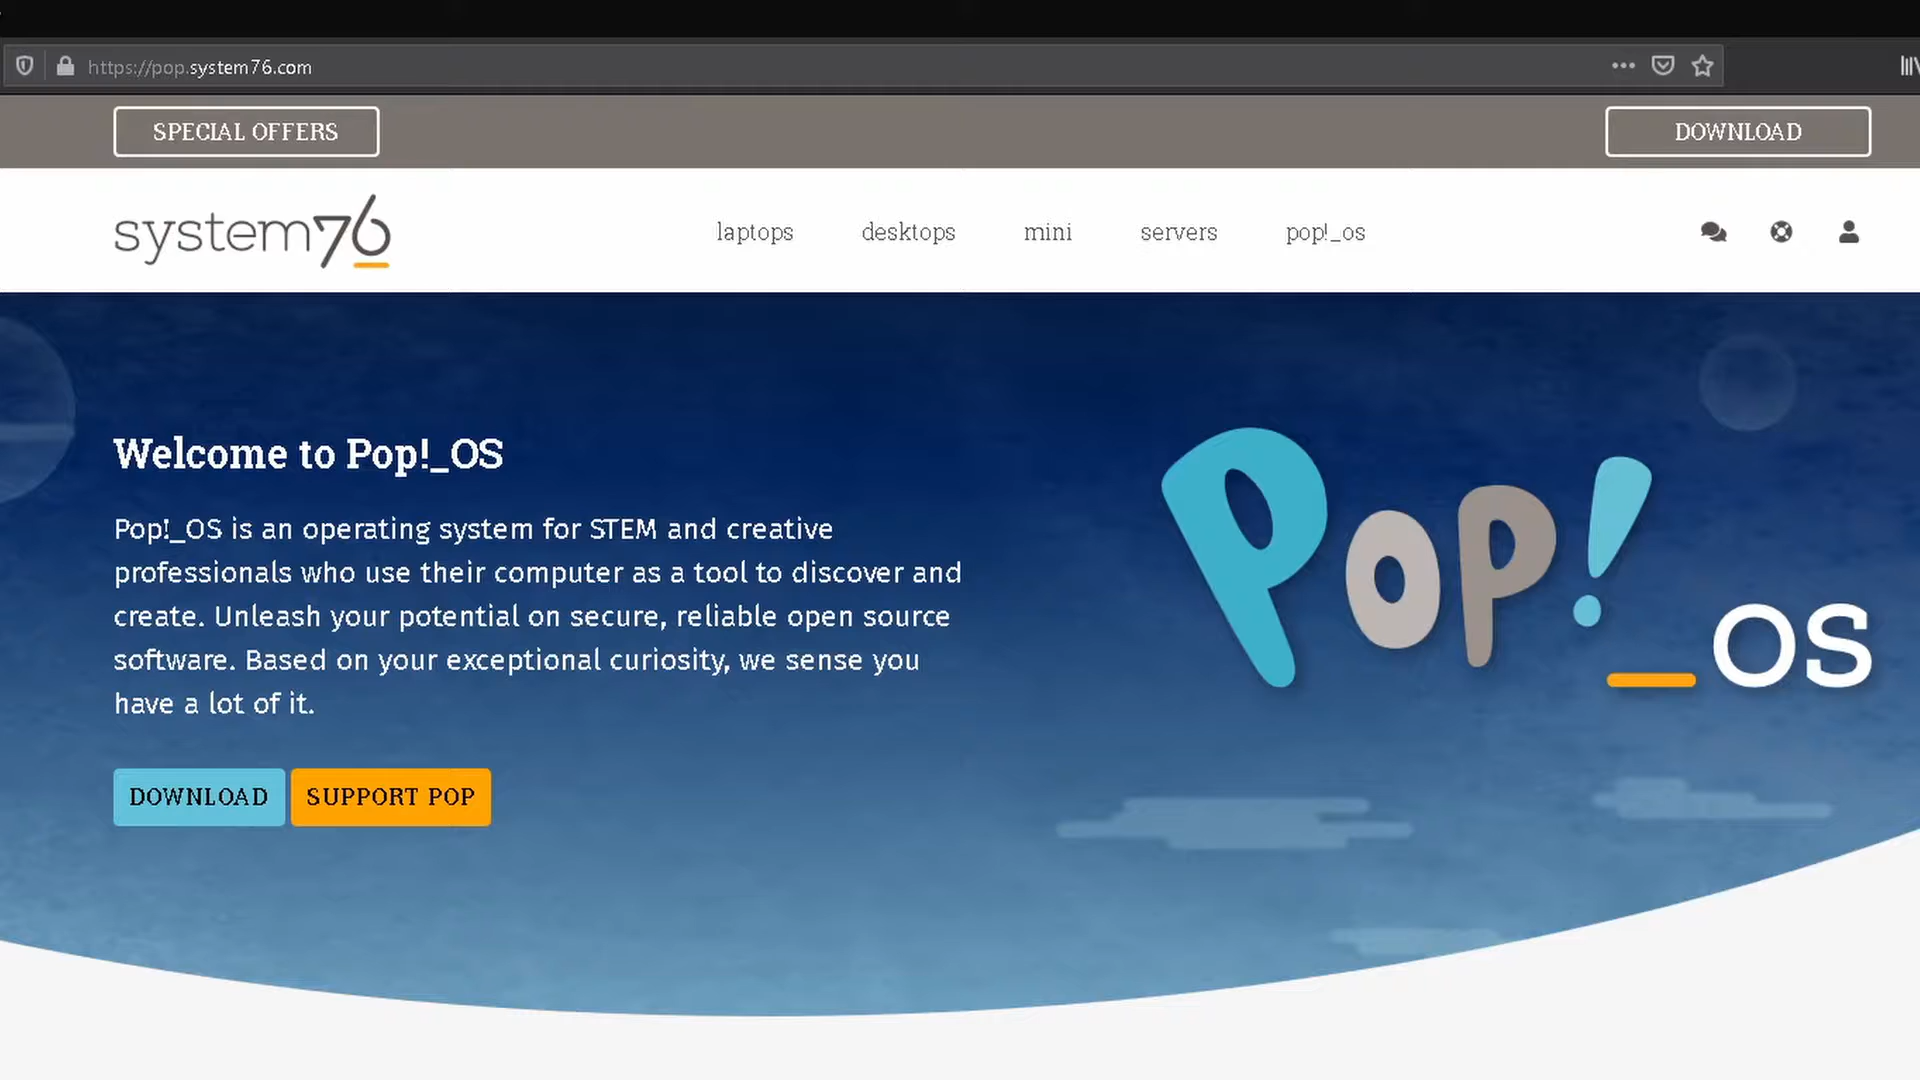 https://pop.system76.com
SPECIAL OFFERS
DOWNLOAD
system76
laptops
desktops
mini
servers
pop!_os
Welcome to Pop!_OS
Pop!_OS is an operating system for STEM and creative
professionals who use their computer as a tool to discover and
create. Unleash your potential on secure, reliable open source
software. Based on your exceptional curiosity, we sense you
have a lot of it.
Pop!_OS
DOWNLOAD
SUPPORT POP